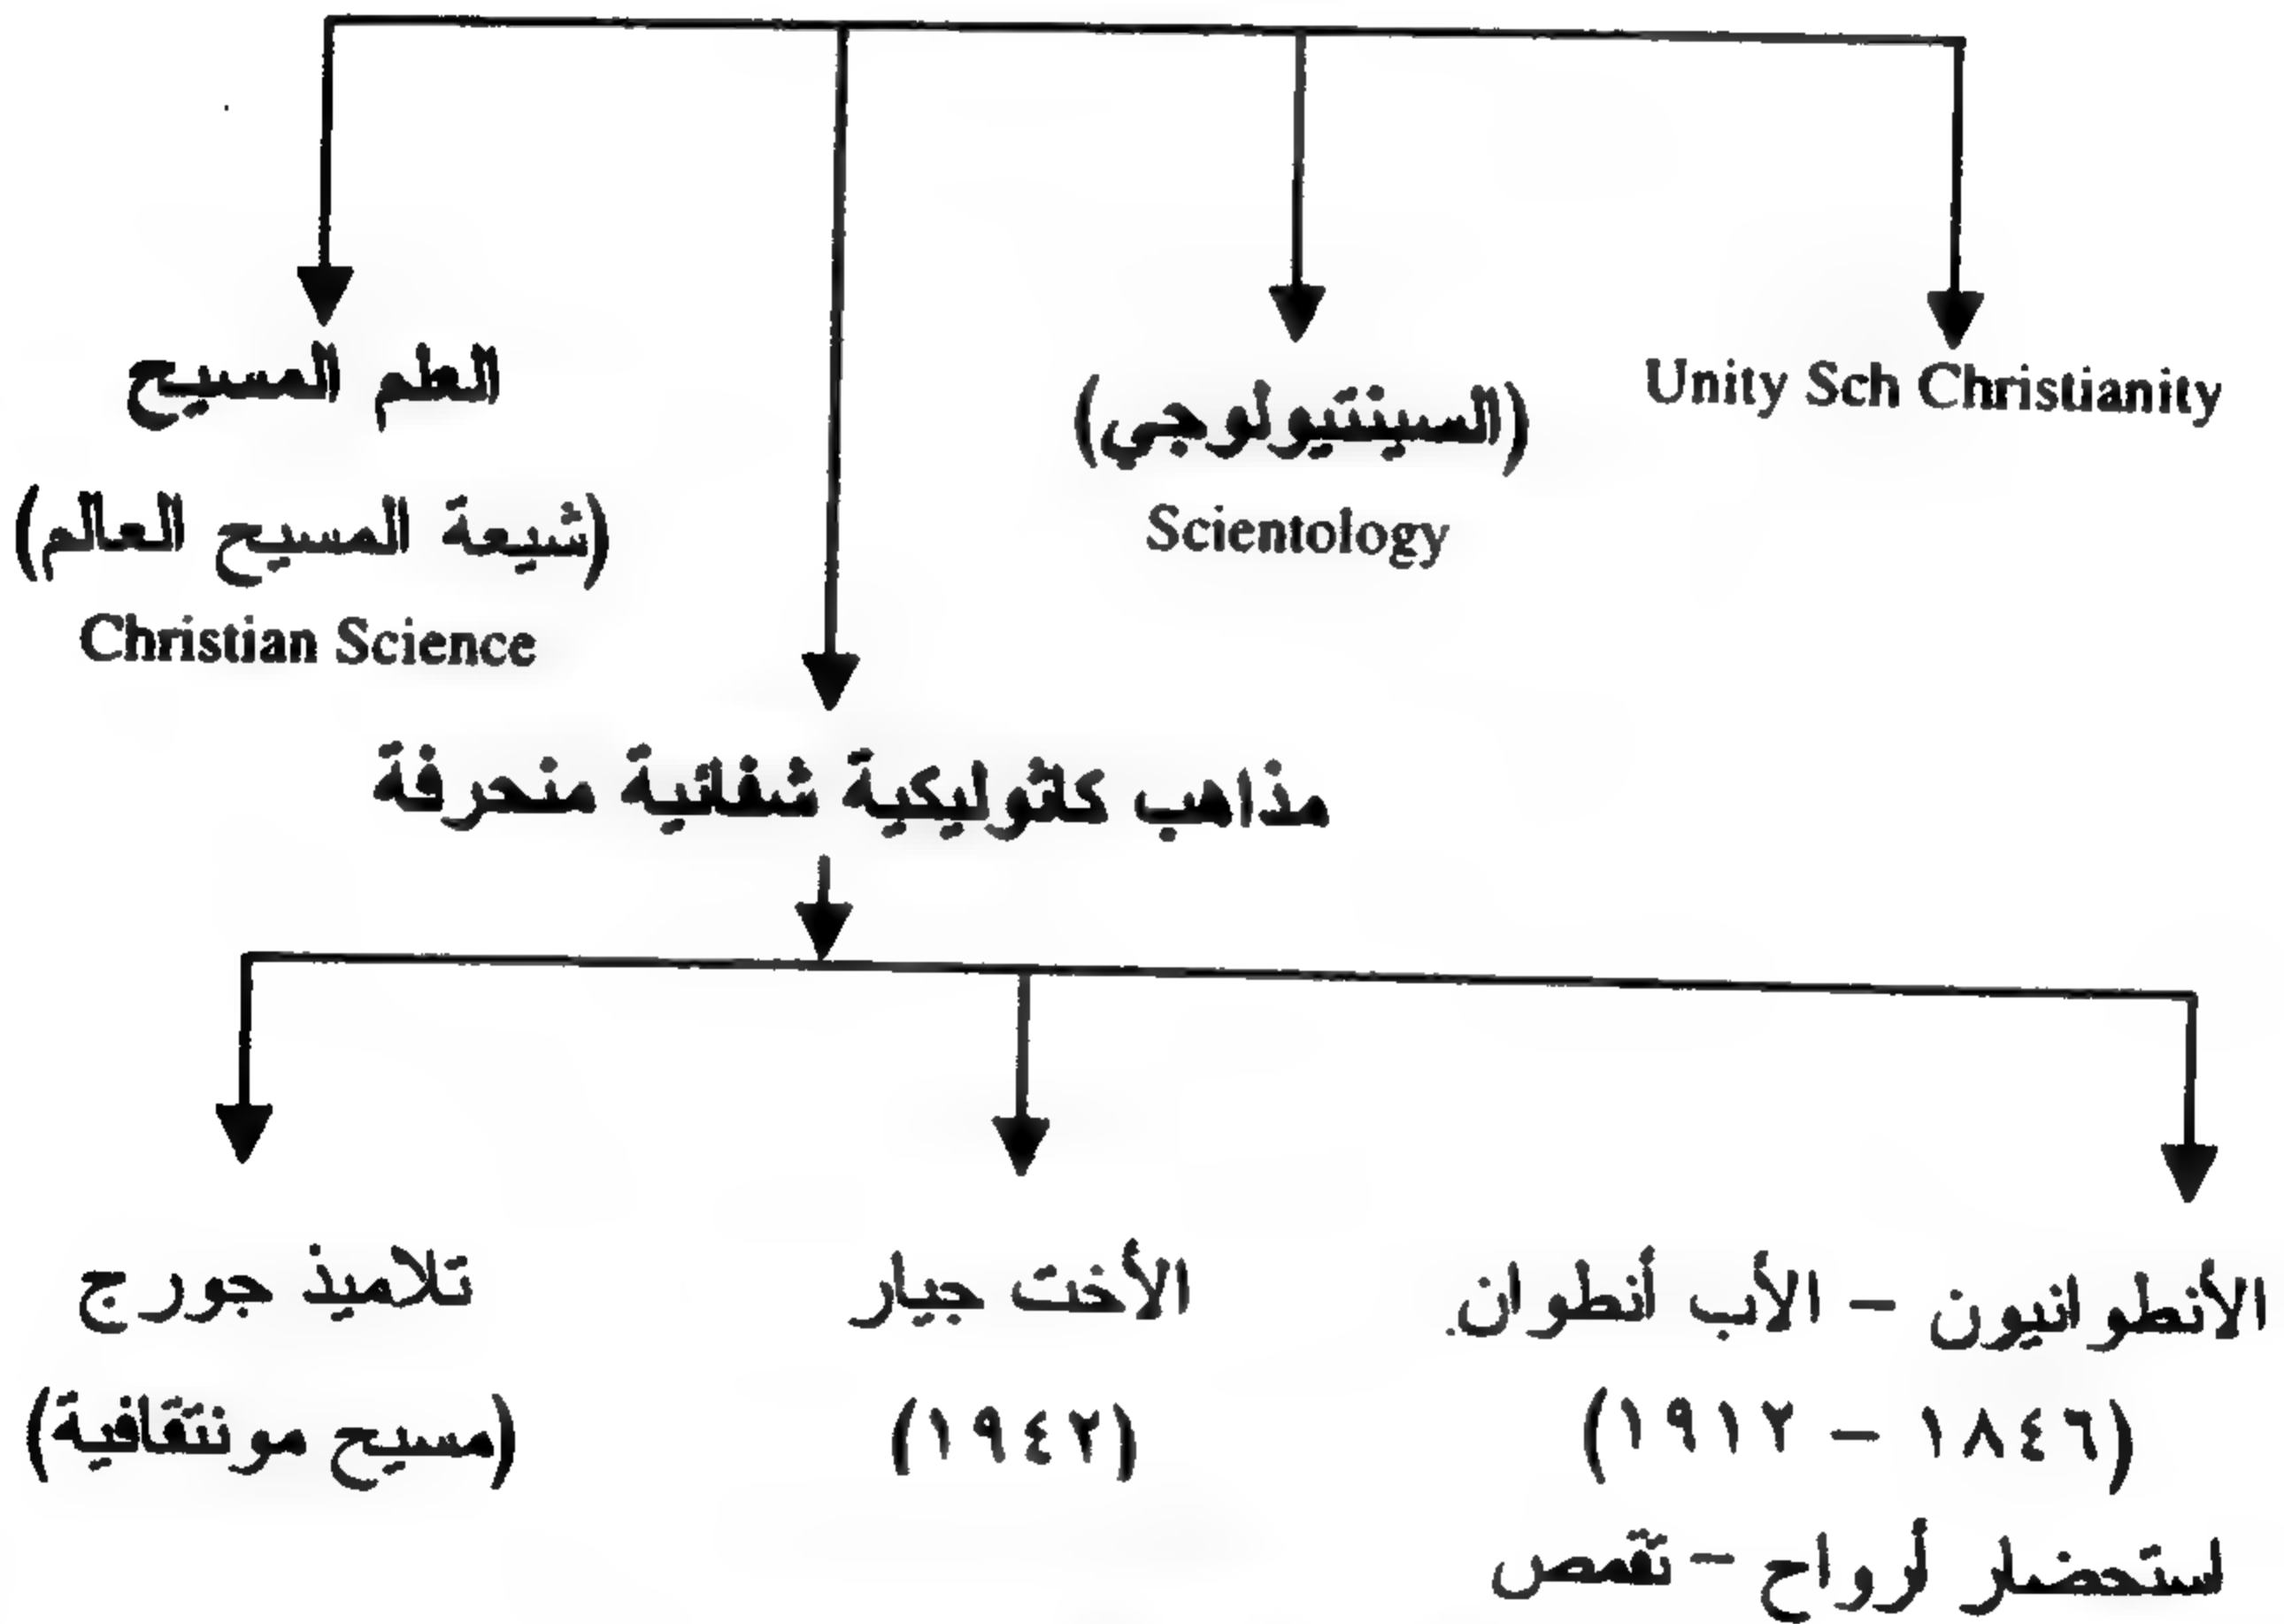 Unity Sch Christianity
(السينتيولوجي)
Scientology
العلم المسيح
(شيعة المسيح العالم)
Christian Science
مذاهب كاثوليكية شفائية منحرفة
الأنطوانيون – الأب أنطوان
(١٨٤٦ – ١٩١٢)
استحضار أرواح – تقمص
الأخت جيار
(١٩٤٢)
تلاميذ جورج
(مسيح مونتقافية)